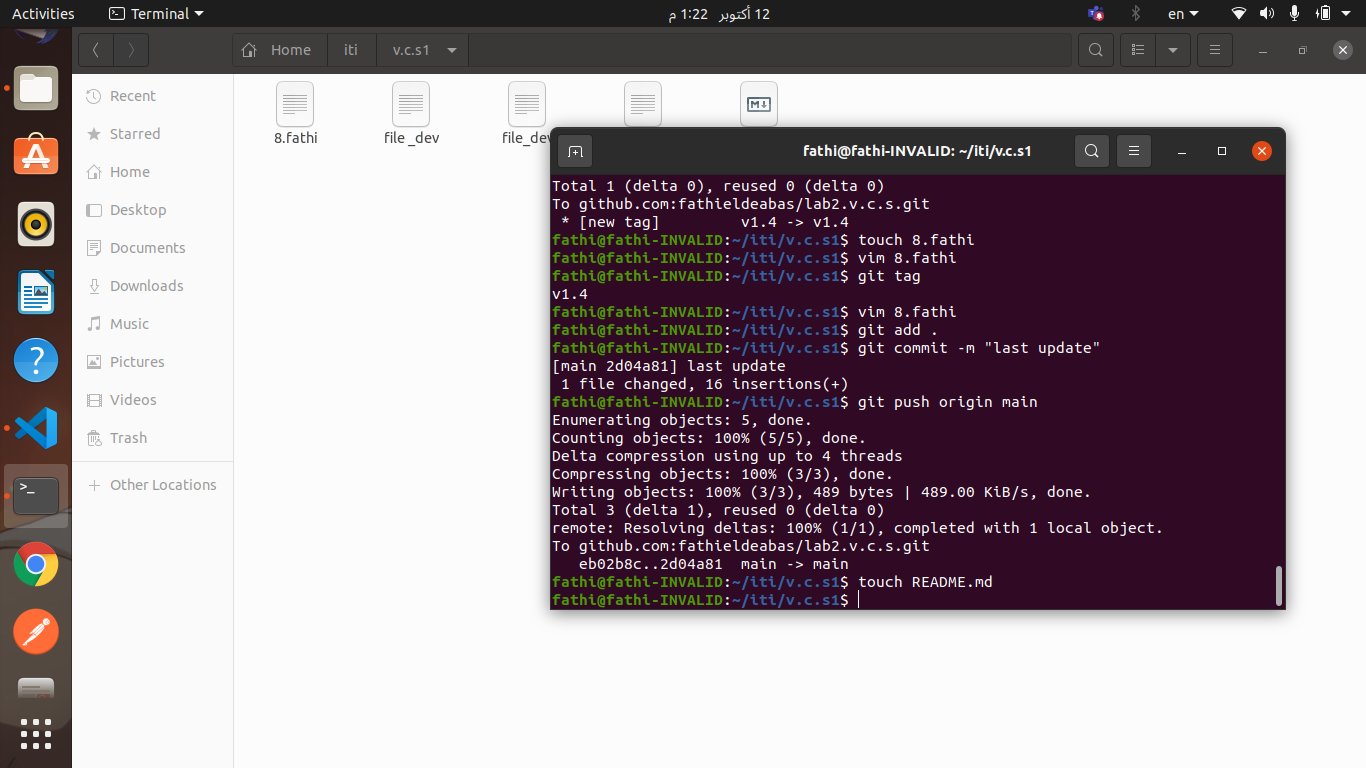 Activities
Terminal
12 أكتوبر 1:22 م
en
Home
iti
v.c.s1
Recent
Starred
Home
Desktop
Documents
Downloads
Music
Pictures
Videos
Trash
Other Locations
8.fathi
file _dev
fathi@fathi-INVALID: ~/iti/v.c.s1
Total 1 (delta 0), reused 0 (delta 0)
To github.com:fathieldeabas/lab2.v.c.s.git
* [new tag]         v1.4 -> v1.4
fathi@fathi-INVALID:~/iti/v.c.s1$ touch 8.fathi
fathi@fathi-INVALID:~/iti/v.c.s1$ vim 8.fathi
fathi@fathi-INVALID:~/iti/v.c.s1$ git tag
v1.4
fathi@fathi-INVALID:~/iti/v.c.s1$ vim 8.fathi
fathi@fathi-INVALID:~/iti/v.c.s1$ git add .
fathi@fathi-INVALID:~/iti/v.c.s1$ git commit -m "last update"
[main 2d04a81] last update
1 file changed, 16 insertions(+)
fathi@fathi-INVALID:~/iti/v.c.s1$ git push origin main
Enumerating objects: 5, done.
Counting objects: 100% (5/5), done.
Delta compression using up to 4 threads
Compressing objects: 100% (3/3), done.
Writing objects: 100% (3/3), 489 bytes | 489.00 KiB/s, done.
Total 3 (delta 1), reused 0 (delta 0)
remote: Resolving deltas: 100% (1/1), completed with 1 local object.
To github.com:fathieldeabas/lab2.v.c.s.git
eb02b8c..2d04a81  main -> main
fathi@fathi-INVALID:~/iti/v.c.s1$ touch README.md
fathi@fathi-INVALID:~/iti/v.c.s1$